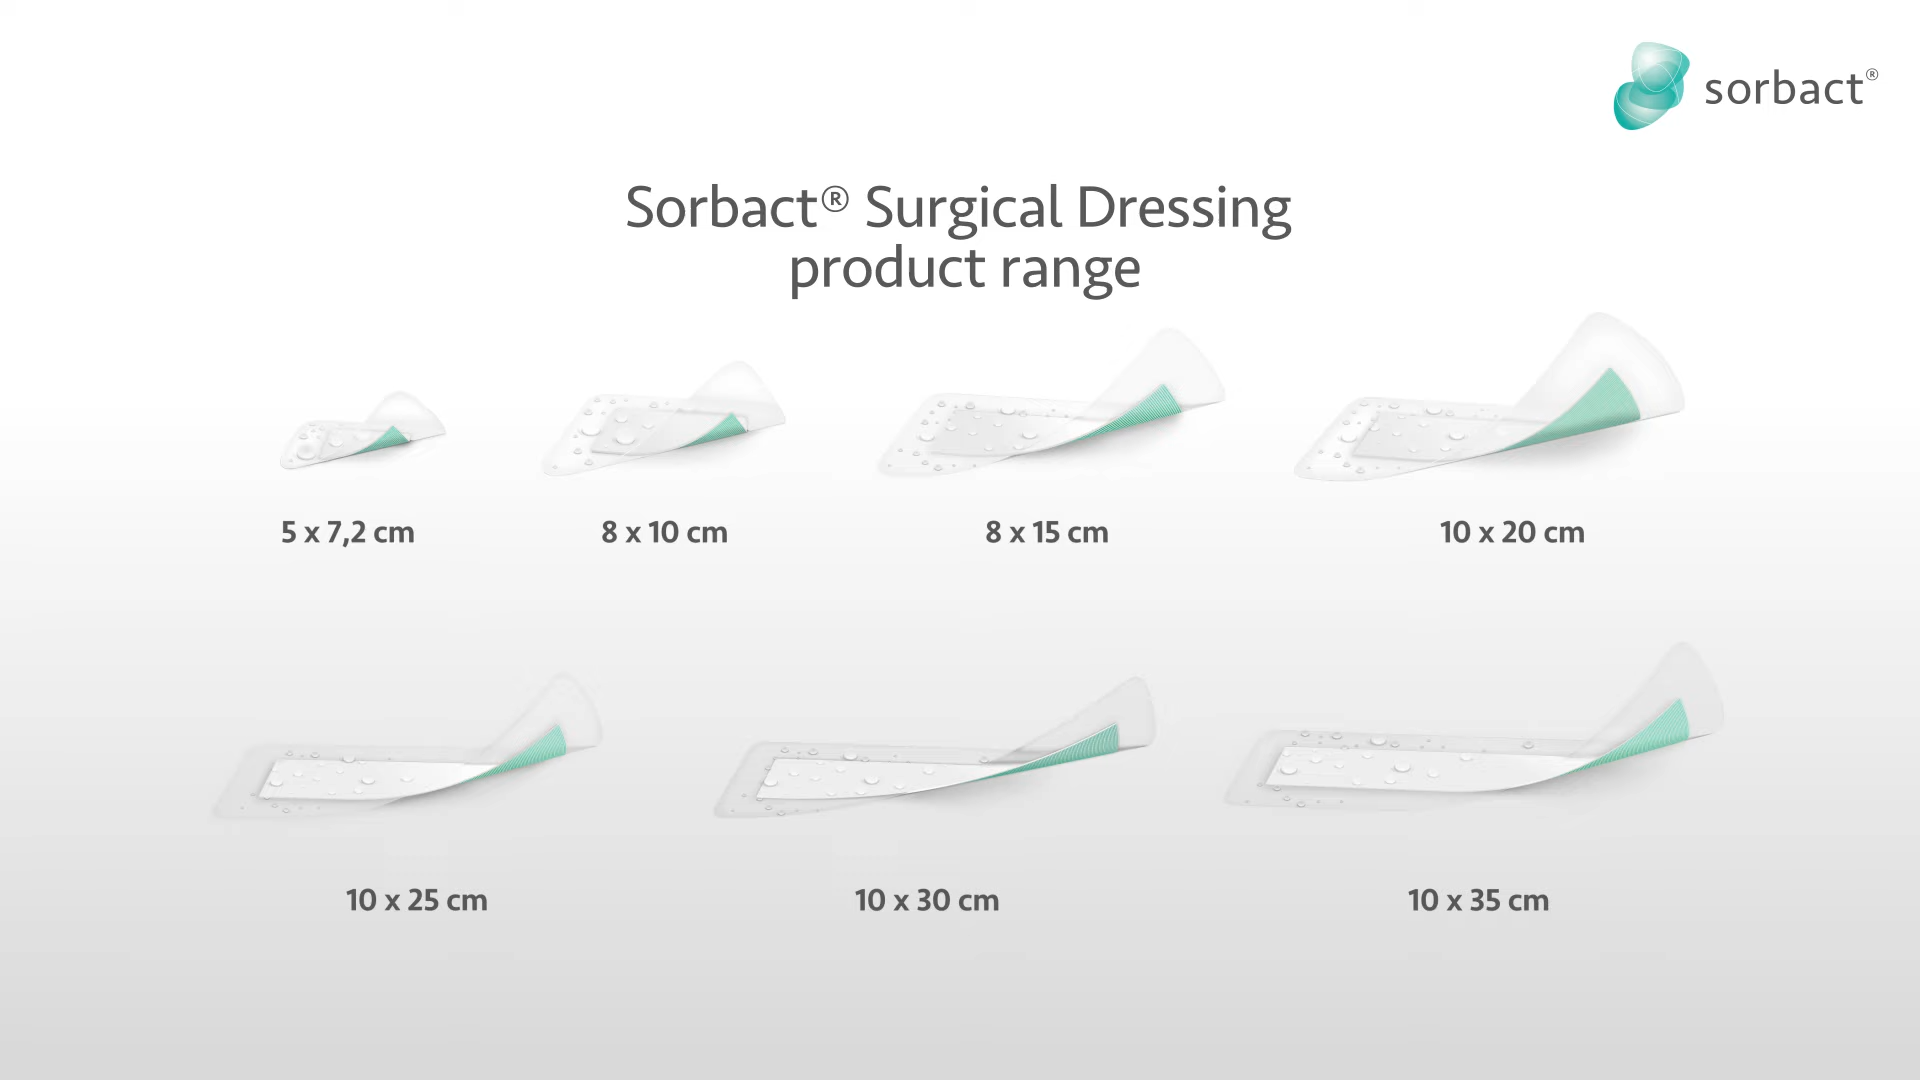 sorbact®
Sorbact® Surgical Dressing
product range
5 x 7,2 cm
8 x 10 cm
8 x 15 cm
10 x 20 cm
10 x 25 cm
10 x 30 cm
10 x 35 cm